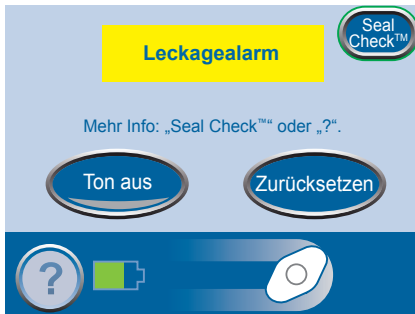 Seal
Check™
Leckagealarm
Mehr Info: „Seal Check™“ oder „?“.
Ton aus
Zurücksetzen
?